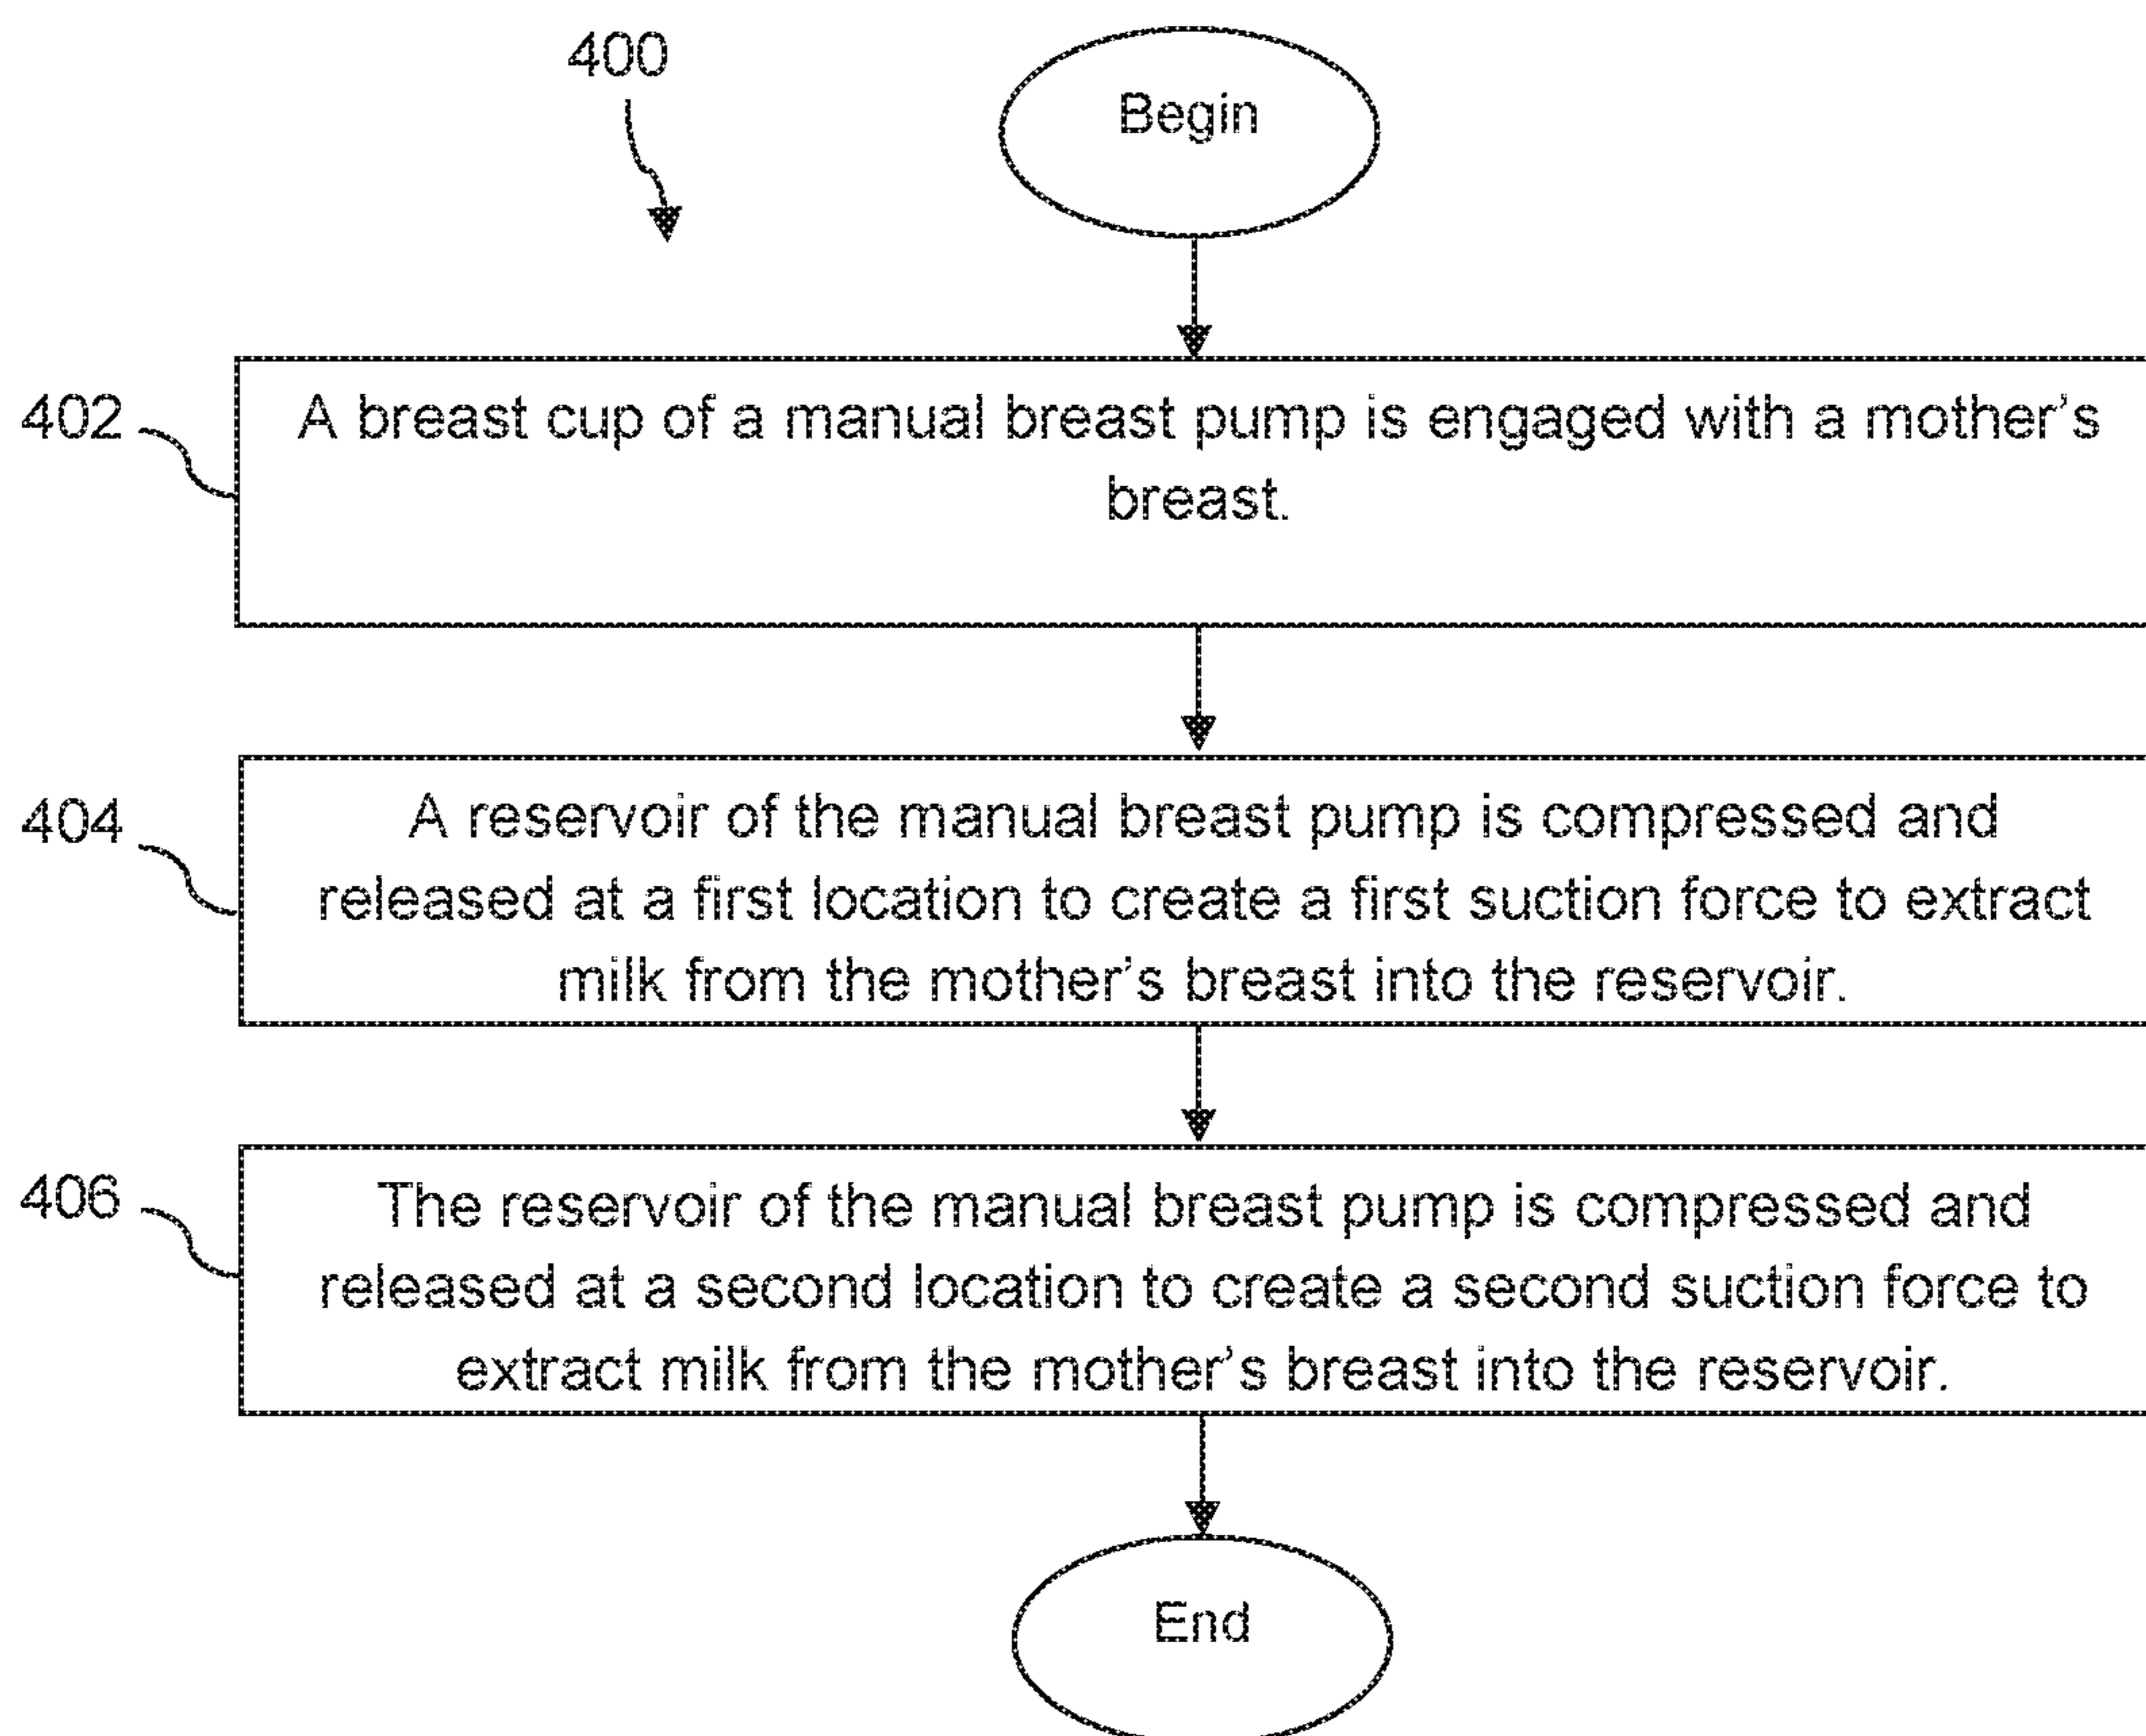 400
Begin
402
A breast cup of a manual breast pump is engaged with a mother's
breast.
404
A reservoir of the manual breast pump is compressed and
released at a first location to create a first suction force to extract
milk from the mother's breast into the reservoir.
406
The reservoir of the manual breast pump is compressed and
released at a second location to create a second suction force to
extract milk from the mother's breast into the reservoir.
End